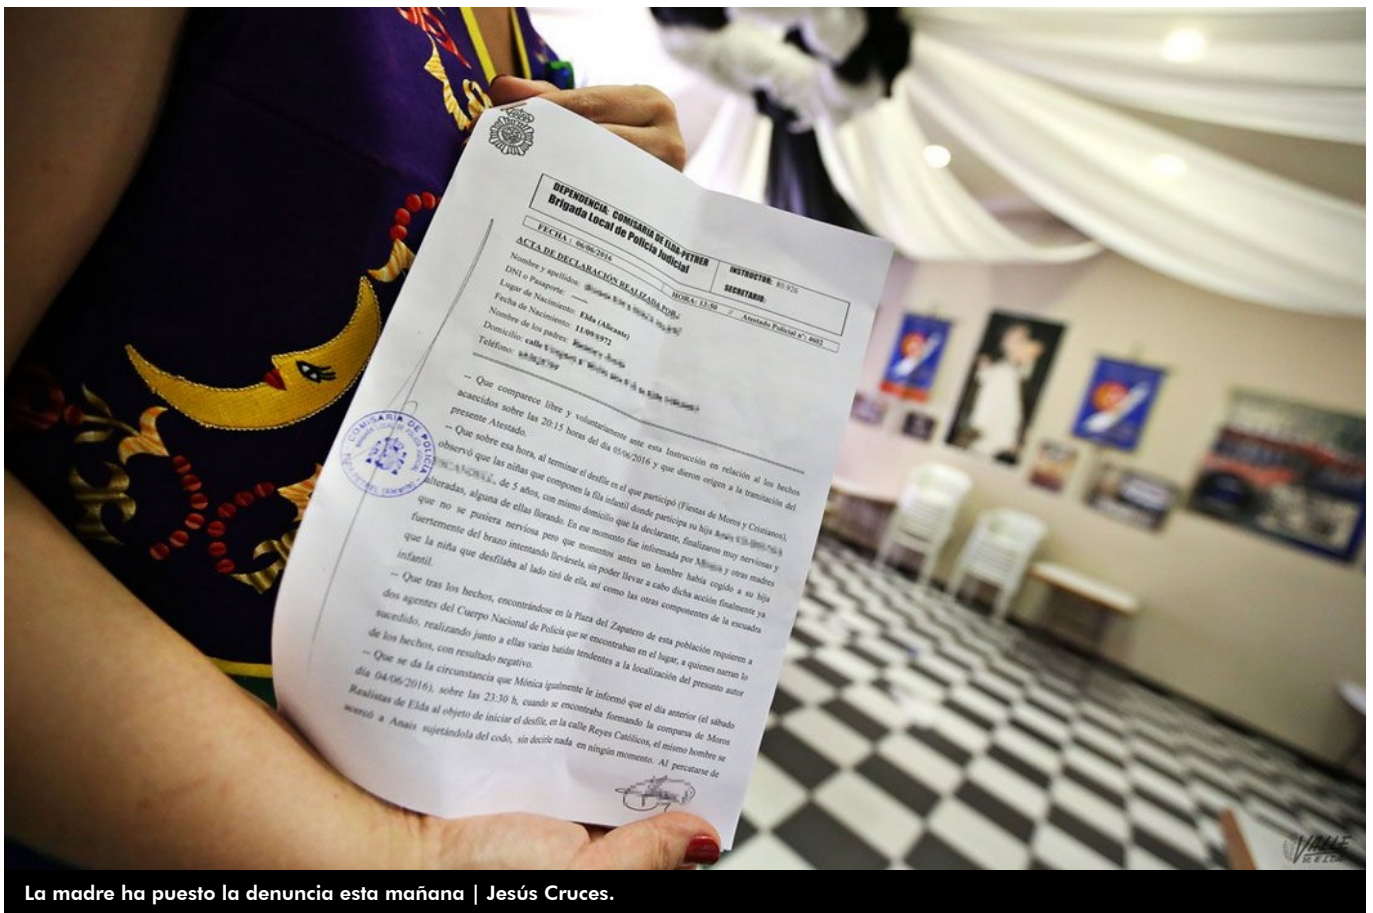 DEPENDENCIA: COMISARIA DE ELDA-PETRER
Brigada Local de Policía Judicial
INSTRUCTOR: 80.926
SECRETARIO:
FECHA: 06/06/2016
HORA: 13:50 // Atestado Policial nº: 4602
ACTA DE DECLARACIÓN REALIZADA POR:
Nombre y apellidos:
DNI o Pasaporte:
Lugar de Nacimiento: Elda (Alicante)
Fecha de Nacimiento: 11/09/1972
Nombre de los padres:
Domicilio: calle
Teléfono:
-- Que comparece libre y voluntariamente ante esta Instrucción en relación al los hechos
acaecidos sobre las 20:15 horas del día 05/06/2016 y que dieron origen a la tramitación del
presente Atestado.
-- Que sobre esa hora, al terminar el desfile en el que participó (Fiestas de Moros y Cristianos),
observó que las niñas que componen la fila infantil donde participa su hija
de 5 años, con mismo domicilio que la declarante, finalizaron muy nerviosas y
alteradas, alguna de ellas llorando. En ese momento fue informada por Mónica y otras madres
que no se pusiera nerviosa pero que momentos antes un hombre había cogido a su hija
fuertemente del brazo intentando llevársela, sin poder llevar a cabo dicha acción finalmente ya
que la niña que desfilaba al lado tiró de ella, así como las otras componentes de la escuadra
infantil.
-- Que tras los hechos, encontrándose en la Plaza del Zapatero de esta población requieren a
dos agentes del Cuerpo Nacional de Policía que se encontraban en el lugar, a quienes narran lo
sucedido, realizando junto a ellas varias batidas tendentes a la localización del presunto autor
de los hechos, con resultado negativo.
-- Que se da la circunstancia que Mónica igualmente le informó que el día anterior (el sábado
día 04/06/2016), sobre las 23:30 h, cuando se encontraba formando la comparsa de Moros
Realistas de Elda al objeto de iniciar el desfile, en la calle Reyes Católicos, el mismo hombre se
acercó a Anais sujetándola del codo, sin decirle nada en ningún momento. Al percatarse de
COMISARIA DE POLICIA
VALLE
DE ELDA
La madre ha puesto la denuncia esta mañana | Jesús Cruces.